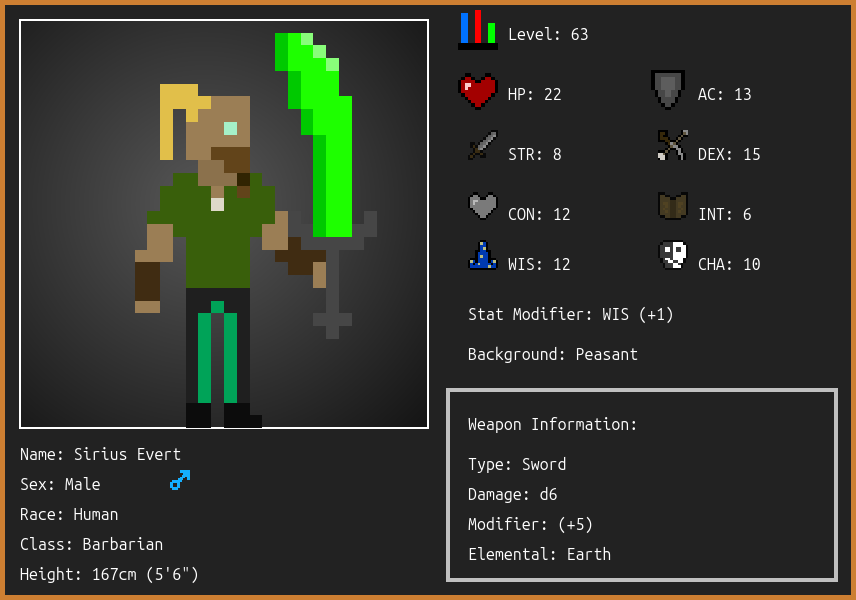 Level: 63
HP: 22
AC: 13
STR: 8
DEX: 15
CON: 12
INT: 6
WIS: 12
CHA: 10
Stat Modifier: WIS (+1)
Background: Peasant
Weapon Information:
Type: Sword
Damage: d6
Modifier: (+5)
Elemental: Earth
Name: Sirius Evert
Sex: Male
Race: Human
Class: Barbarian
Height: 167cm (5'6")